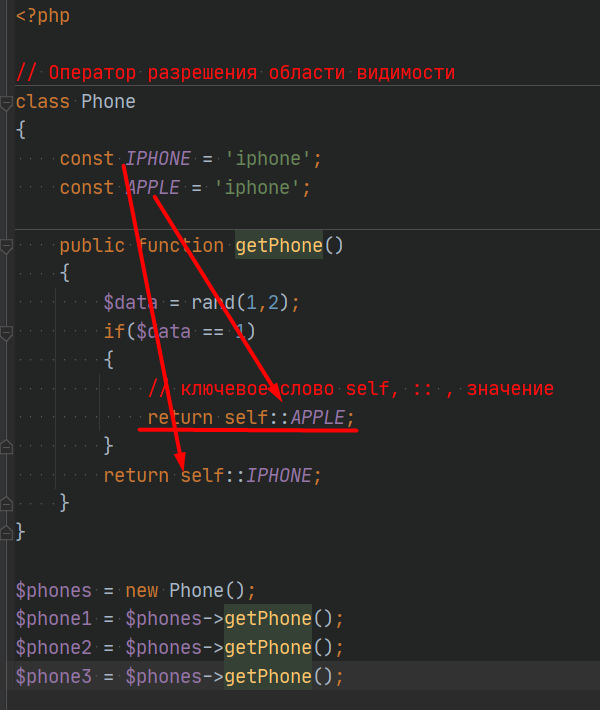 <?php
// Оператор разрешения области видимости
class Phone
{
const IPHONE = 'iphone';
const APPLE = 'iphone';
public function getPhone()
{
$data = rand(1,2);
if($data == 1)
{
// ключевое слово self, :: , значение
return self::APPLE;
}
return self::IPHONE;
}
}
$phones = new Phone();
$phone1 = $phones->getPhone();
$phone2 = $phones->getPhone();
$phone3 = $phones->getPhone();